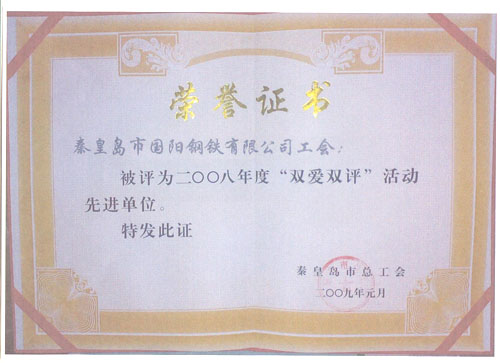 荣誉证书
秦皇岛市国阳钢铁有限公司工会:
被评为二〇〇八年度“双爱双评”活动
先进单位。
特发此证
秦皇岛市总工会
二〇〇九年元月